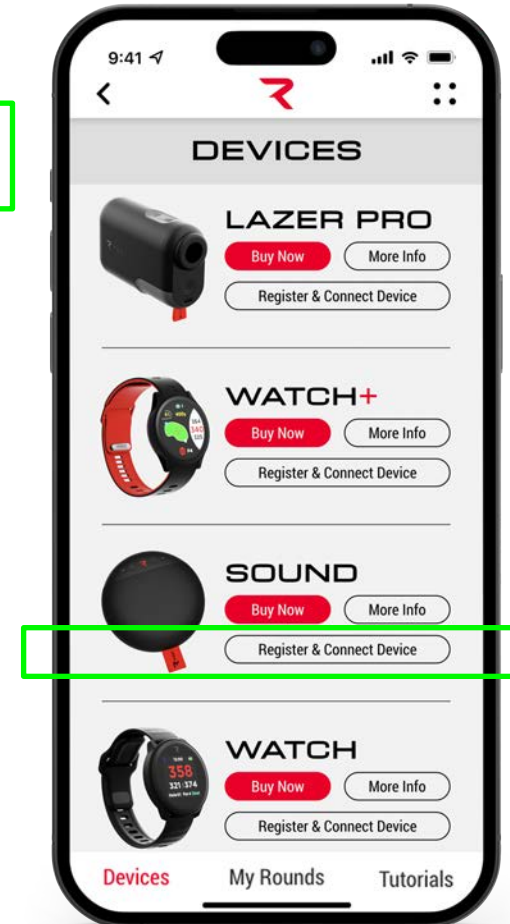 9:41
DEVICES
LAZER PRO
Buy Now More Info
Register & Connect Device
WATCH+
Buy Now More Info
Register & Connect Device
SOUND
Buy Now More Info
Register & Connect Device
WATCH
358
321:374
Buy Now More Info
Register & Connect Device
Devices My Rounds Tutorials